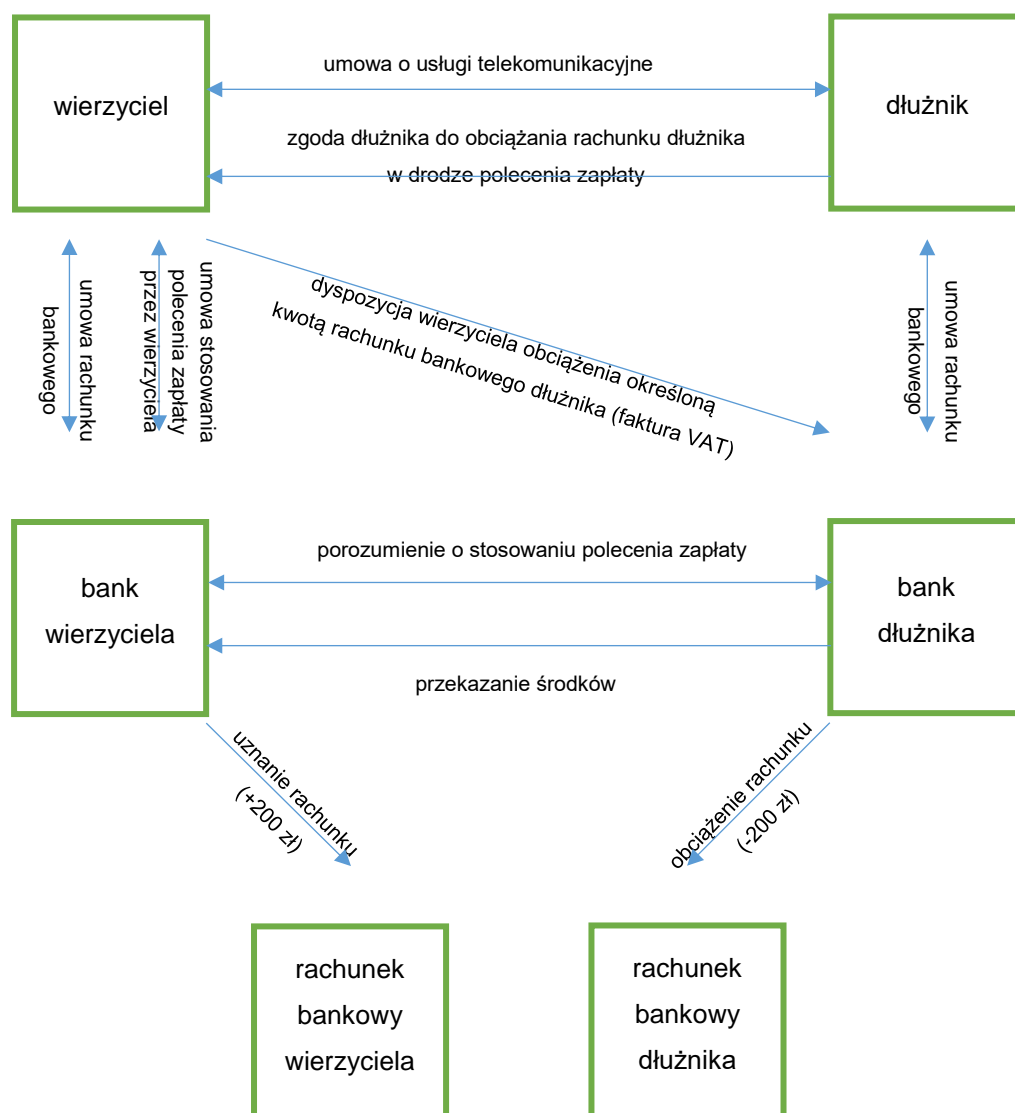 umowa o usługi telekomunikacyjne
wierzyciel
dłużnik
zgoda dłużnika do obciążania rachunku dłużnika
w drodze polecenia zapłaty
umowa rachunku
bankowego
umowa stosowania
polecenia zapłaty
przez wierzyciela
dyspozycja wierzyciela obciążenia określoną
kwotą rachunku bankowego dłużnika (faktura VAT)
umowa rachunku
bankowego
bank
wierzyciela
porozumienie o stosowaniu polecenia zapłaty
bank
dłużnika
przekazanie środków
uznanie rachunku
(+200 zł)
obciążenie rachunku
(-200 zł)
rachunek
bankowy
wierzyciela
rachunek
bankowy
dłużnika